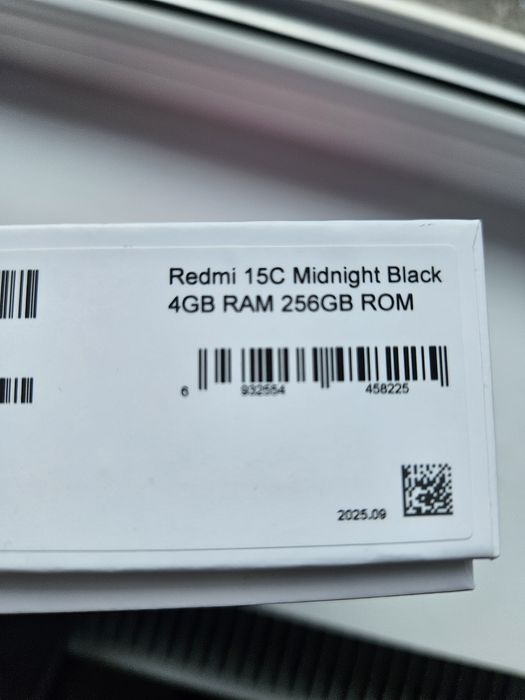 Redmi 15C Midnight Black
4GB RAM 256GB ROM
6 932554 458225
2025.09